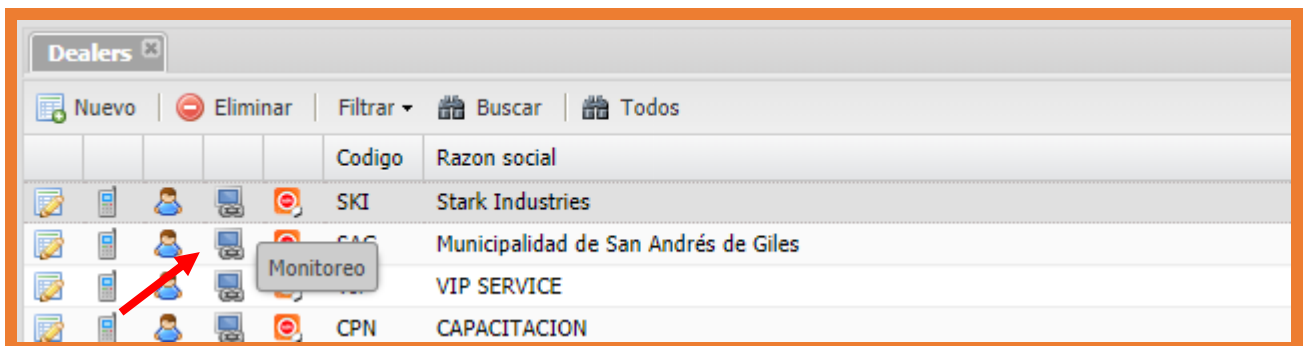 Dealers
Nuevo Eliminar Filtrar Buscar Todos
Codigo Razon social
SKI Stark Industries
Municipalidad de San Andrés de Giles
Monitoreo
VIP SERVICE
CPN CAPACITACION